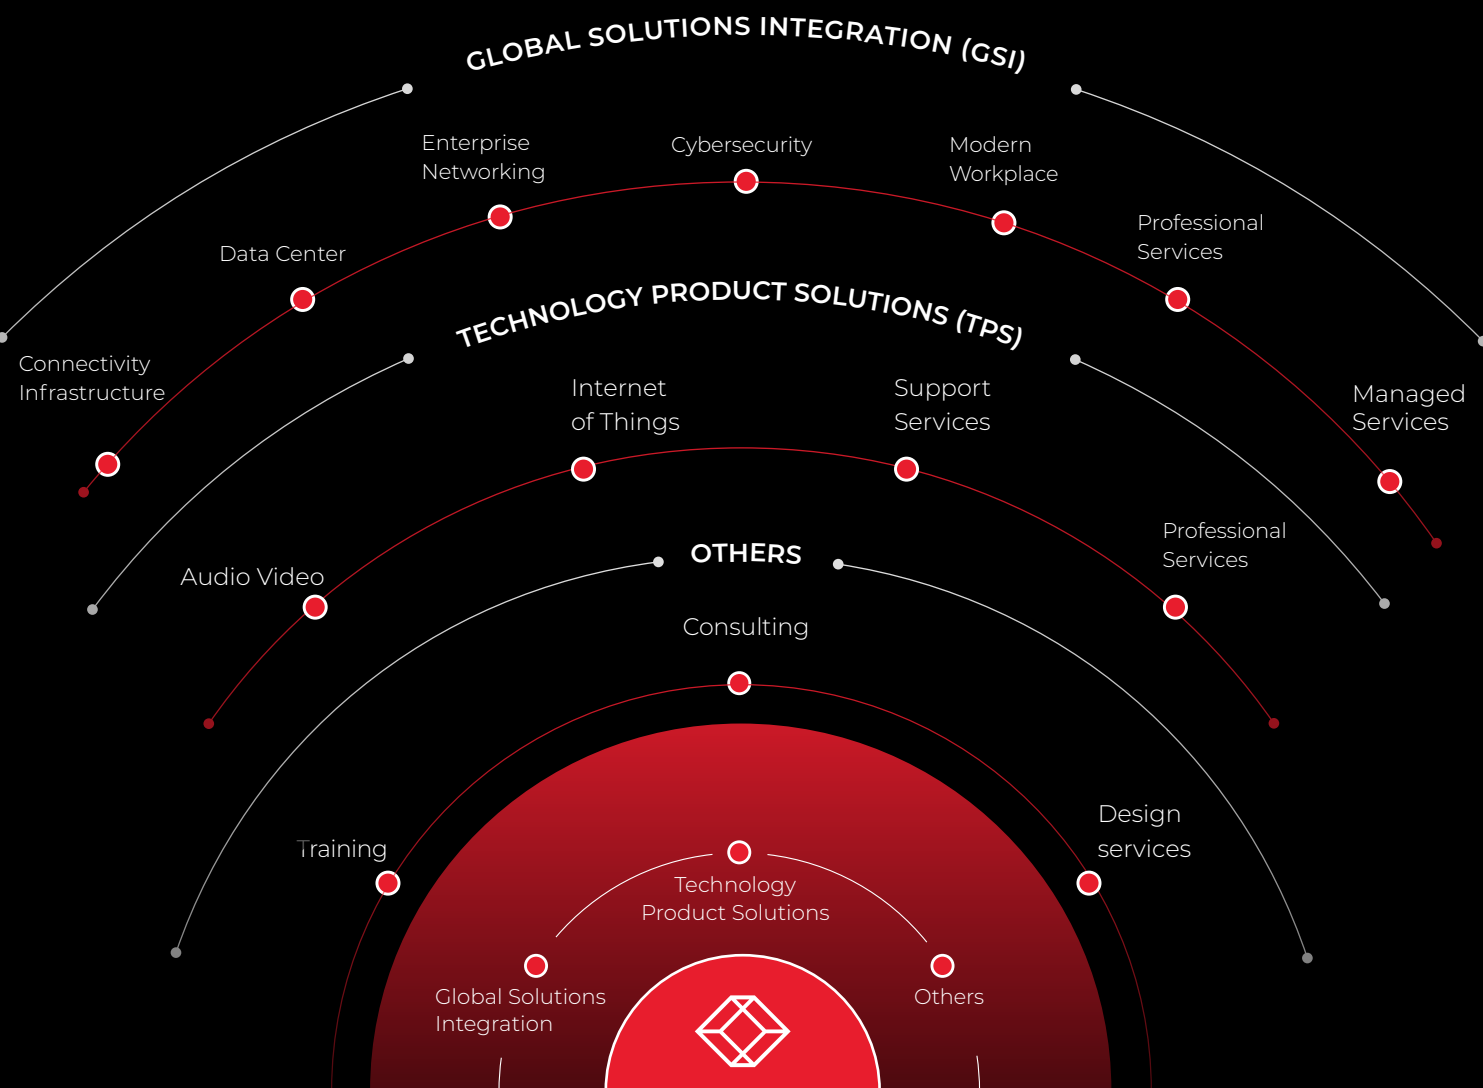 GLOBAL SOLUTIONS INTEGRATION (GSI)
Connectivity
Infrastructure
Data Center
Enterprise
Networking
Cybersecurity
Modern
Workplace
Professional
Services
Managed
Services
TECHNOLOGY PRODUCT SOLUTIONS (TPS)
Audio Video
Internet
of Things
Support
Services
Professional
Services
OTHERS
Training
Consulting
Design
services
Global Solutions
Integration
Technology
Product Solutions
Others